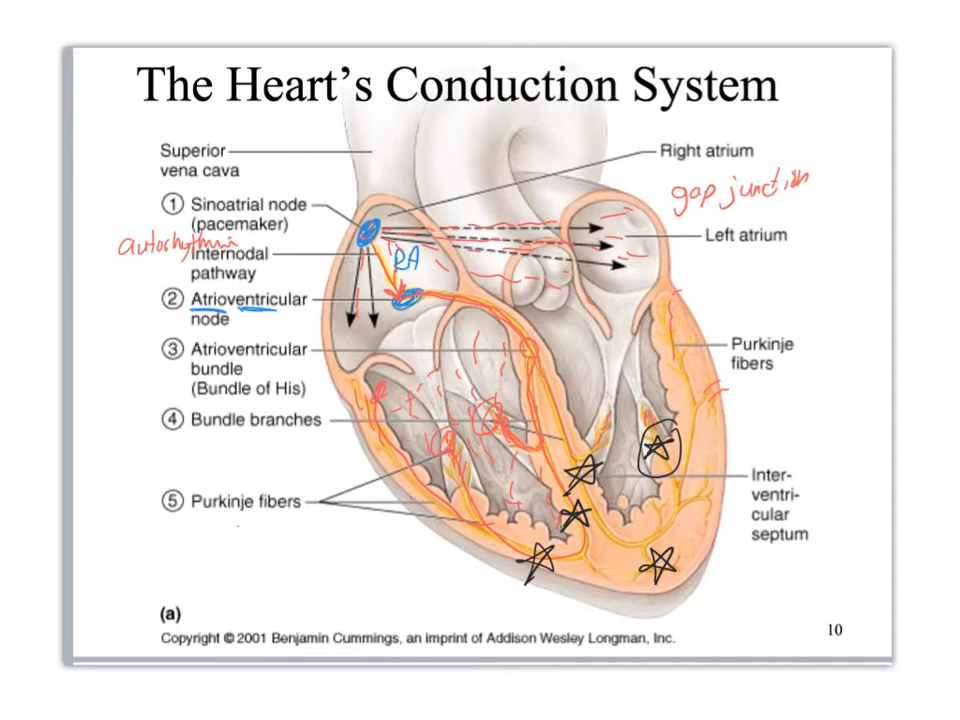 The Heart's Conduction System
Superior
vena cava
Right atrium
gap junction
① Sinoatrial node
(pacemaker)
Left atrium
autorhythmic
Internodal
pathway
RA
② Atrioventricular
node
③ Atrioventricular
bundle
(Bundle of His)
Purkinje
fibers
④ Bundle branches
⑤ Purkinje fibers
Inter-
ventri-
cular
septum
(a)
Copyright © 2001 Benjamin Cummings, an imprint of Addison Wesley Longman, Inc.
10